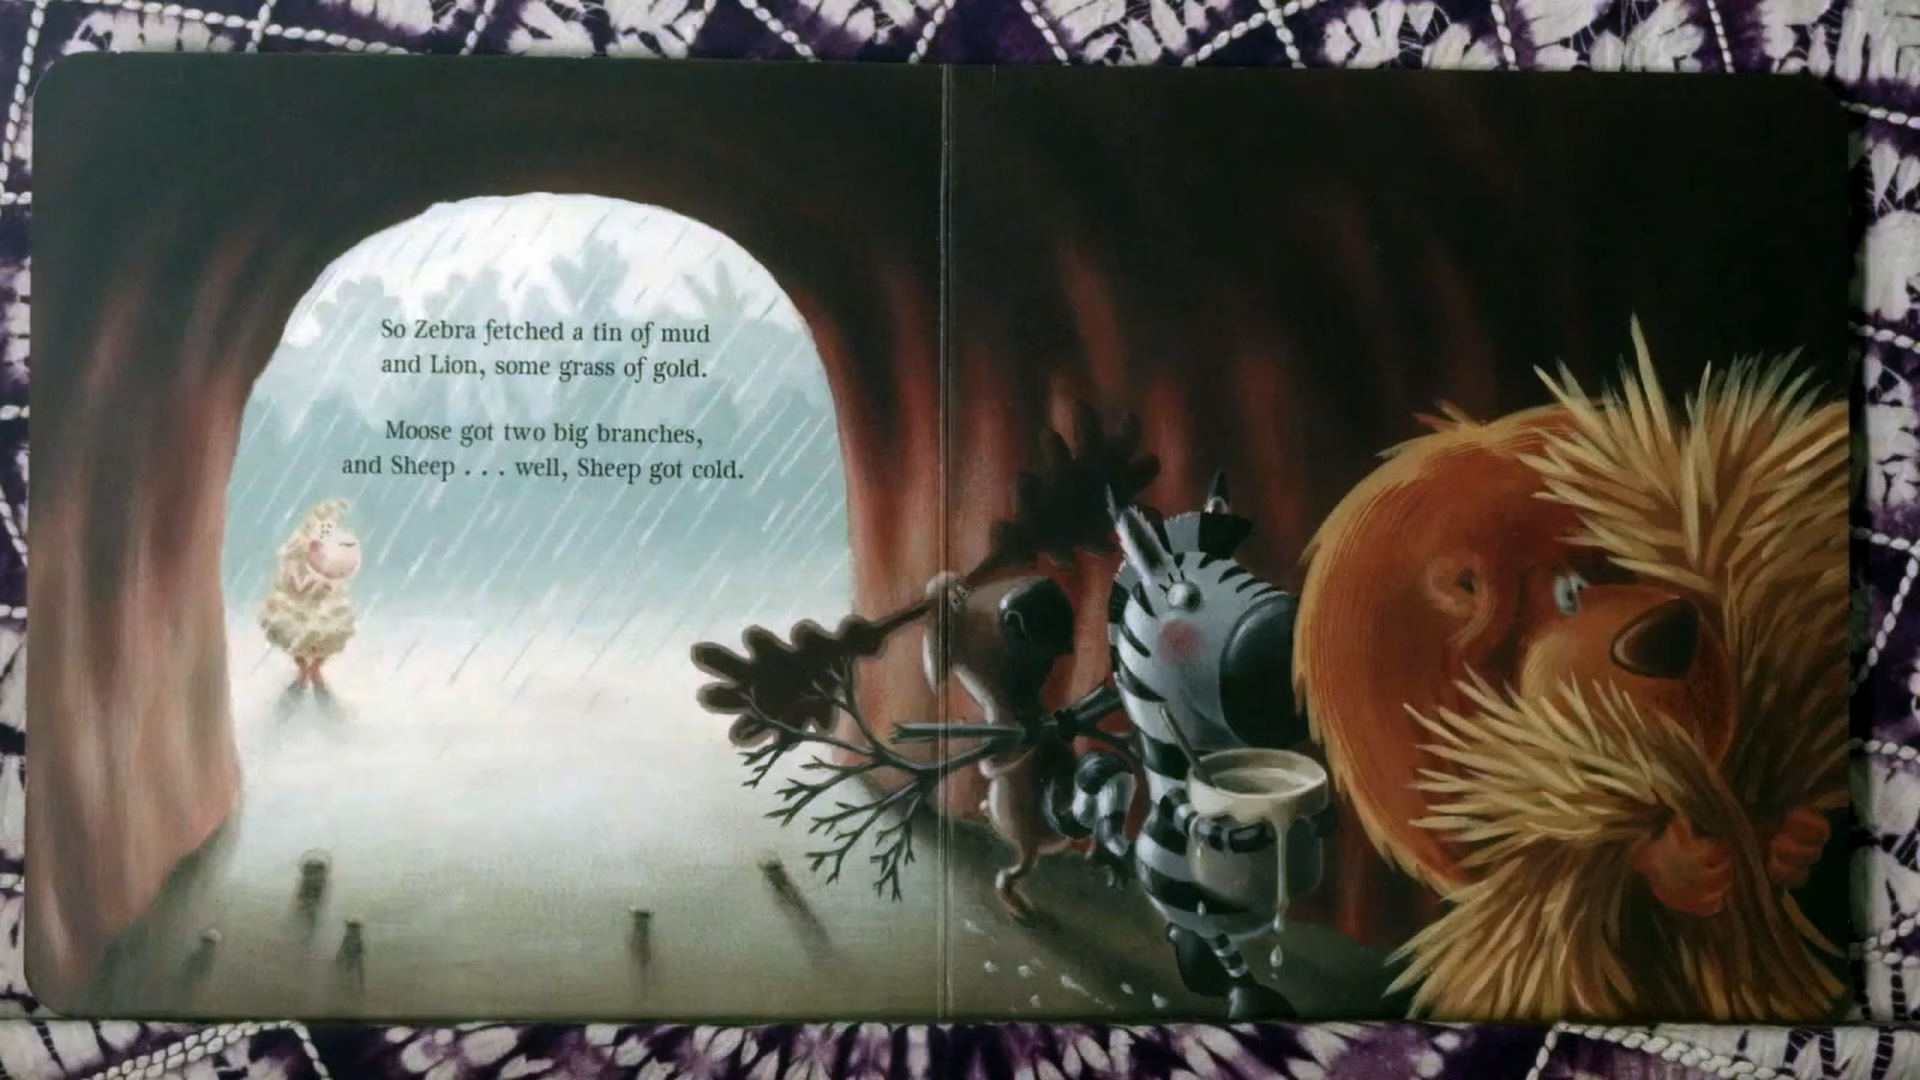 So Zebra fetched a tin of mud
and Lion, some grass of gold.
Moose got two big branches,
and Sheep . . . well, Sheep got cold.